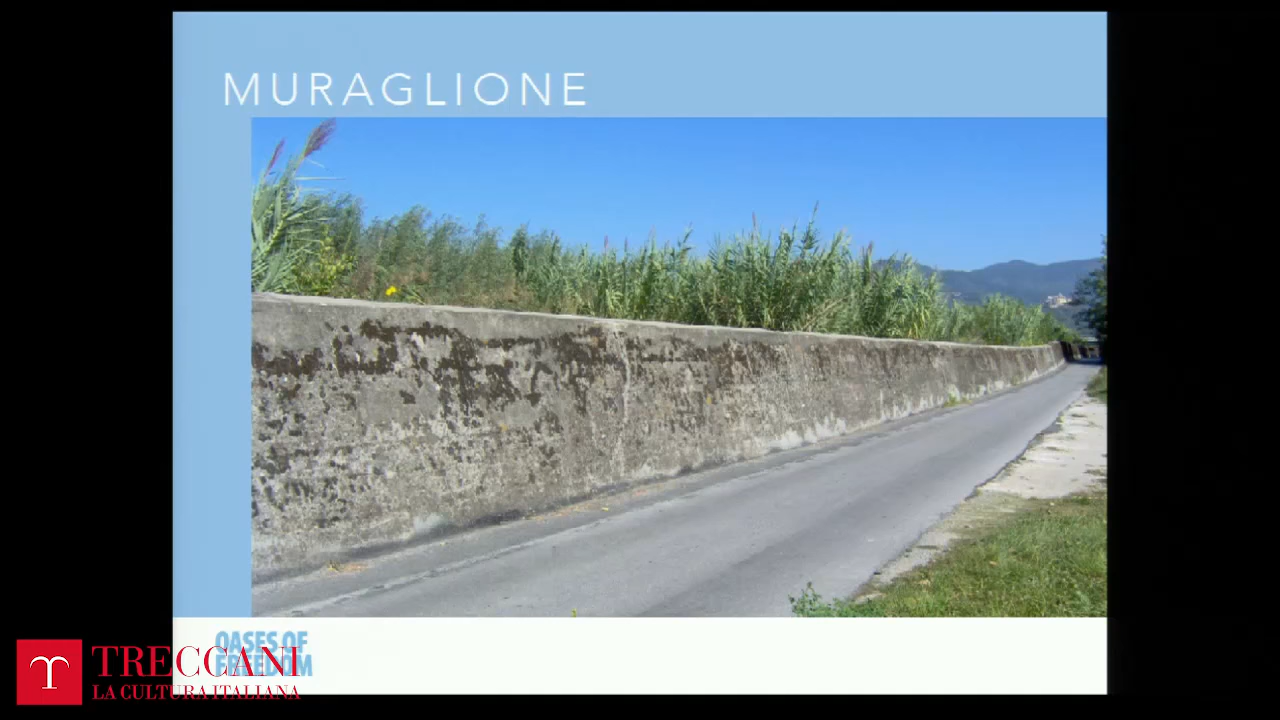 MURAGLIONE
OASES OF
FREEDOM
TRECCANI
LA CULTURA ITALIANA